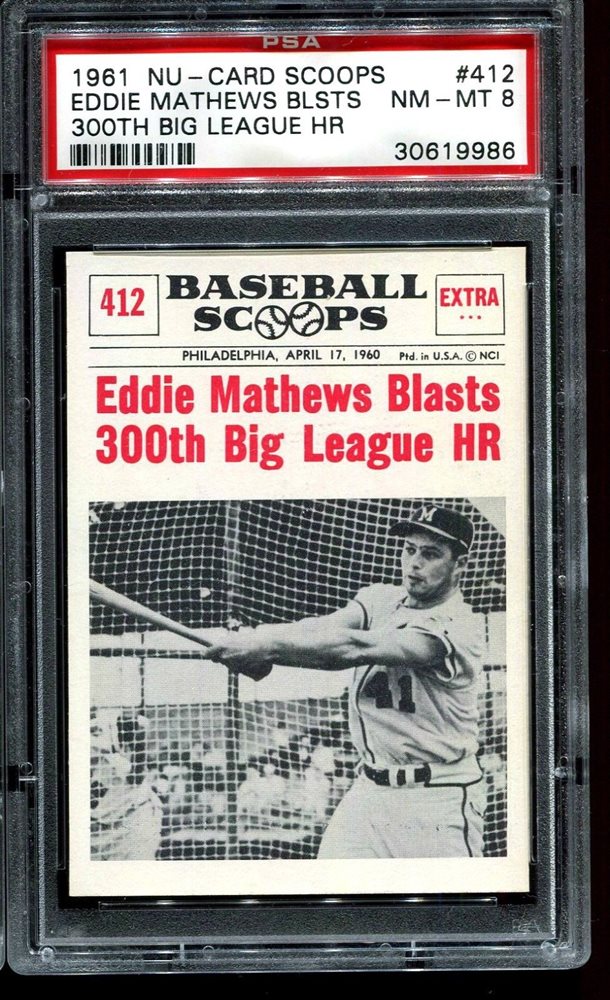 PSA
1961 NU-CARD SCOOPS #412
EDDIE MATHEWS BLSTS NM-MT 8
300TH BIG LEAGUE HR
30619986
412 BASEBALL SCOOPS EXTRA
PHILADELPHIA, APRIL 17, 1960 Ptd. in U.S.A. © NCI
Eddie Mathews Blasts
300th Big League HR
M
41